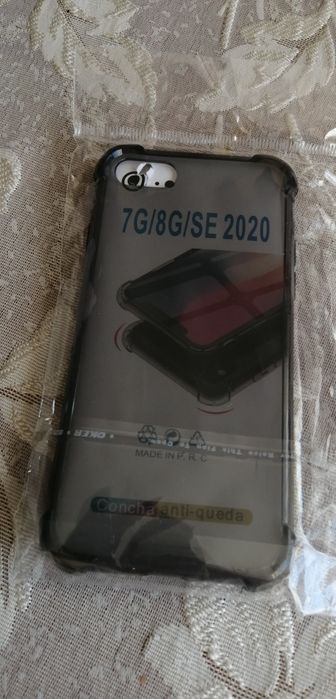 7G/8G/SE 2020
MADE IN P. R. C
Concha anti-queda